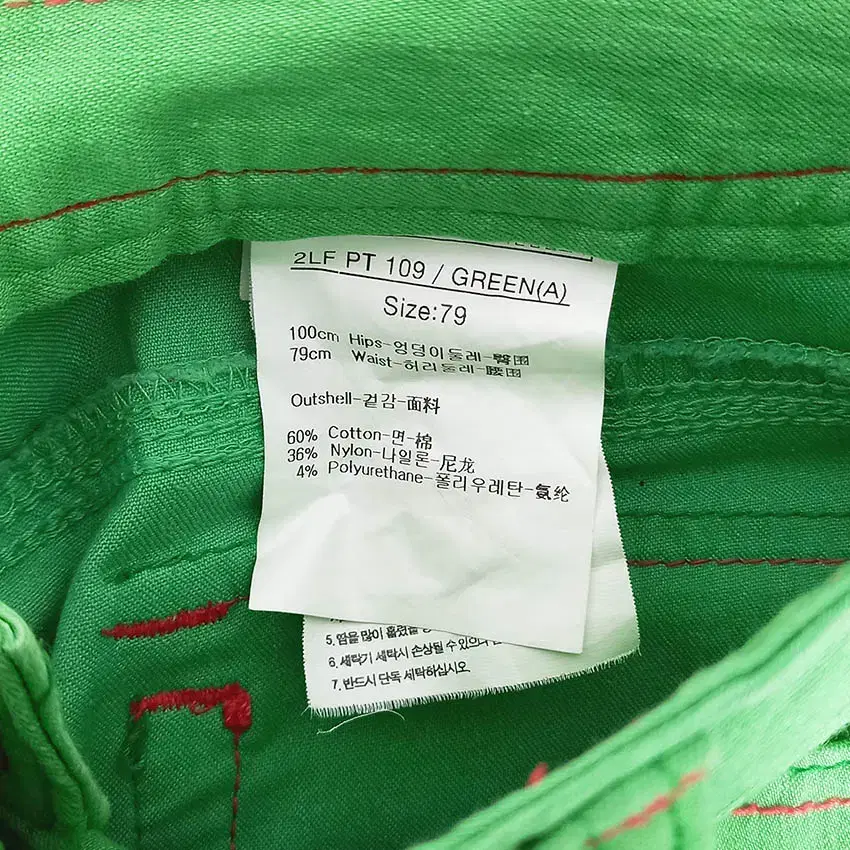 2LF PT 109 / GREEN(A)
Size:79
100cm Hips-엉덩이둘레-臀围
79cm Waist-허리둘레-腰围
Outshell-겉감-面料
60% Cotton-면-棉
36% Nylon-나일론-尼龙
4% Polyurethane-폴리우레탄-氨纶
5. 땀을 많이 흘렸을
6. 세탁기 세탁시 손상될 수 있으니
7. 반드시 단독 세탁하십시오